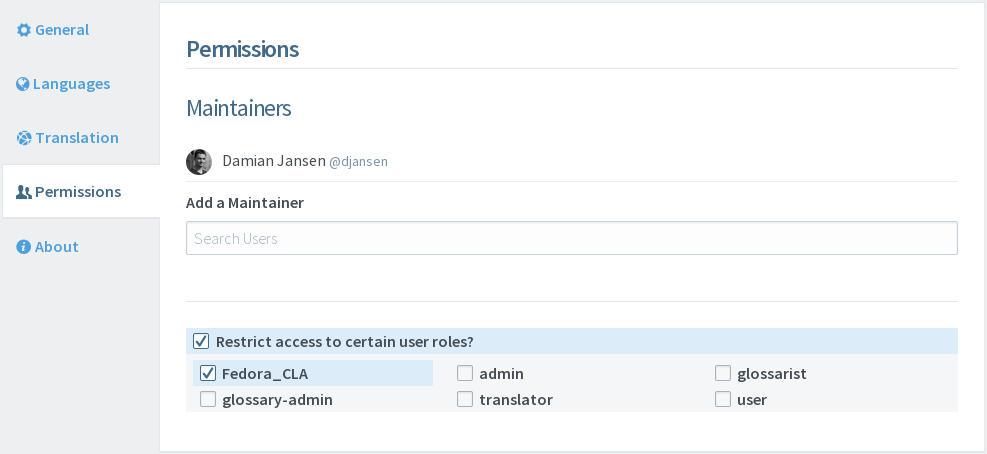 General
Languages
Translation
Permissions
About
Permissions
Maintainers
Damian Jansen @djansen
Add a Maintainer
Search Users
Restrict access to certain user roles?
Fedora_CLA admin glossarist
glossary-admin translator user